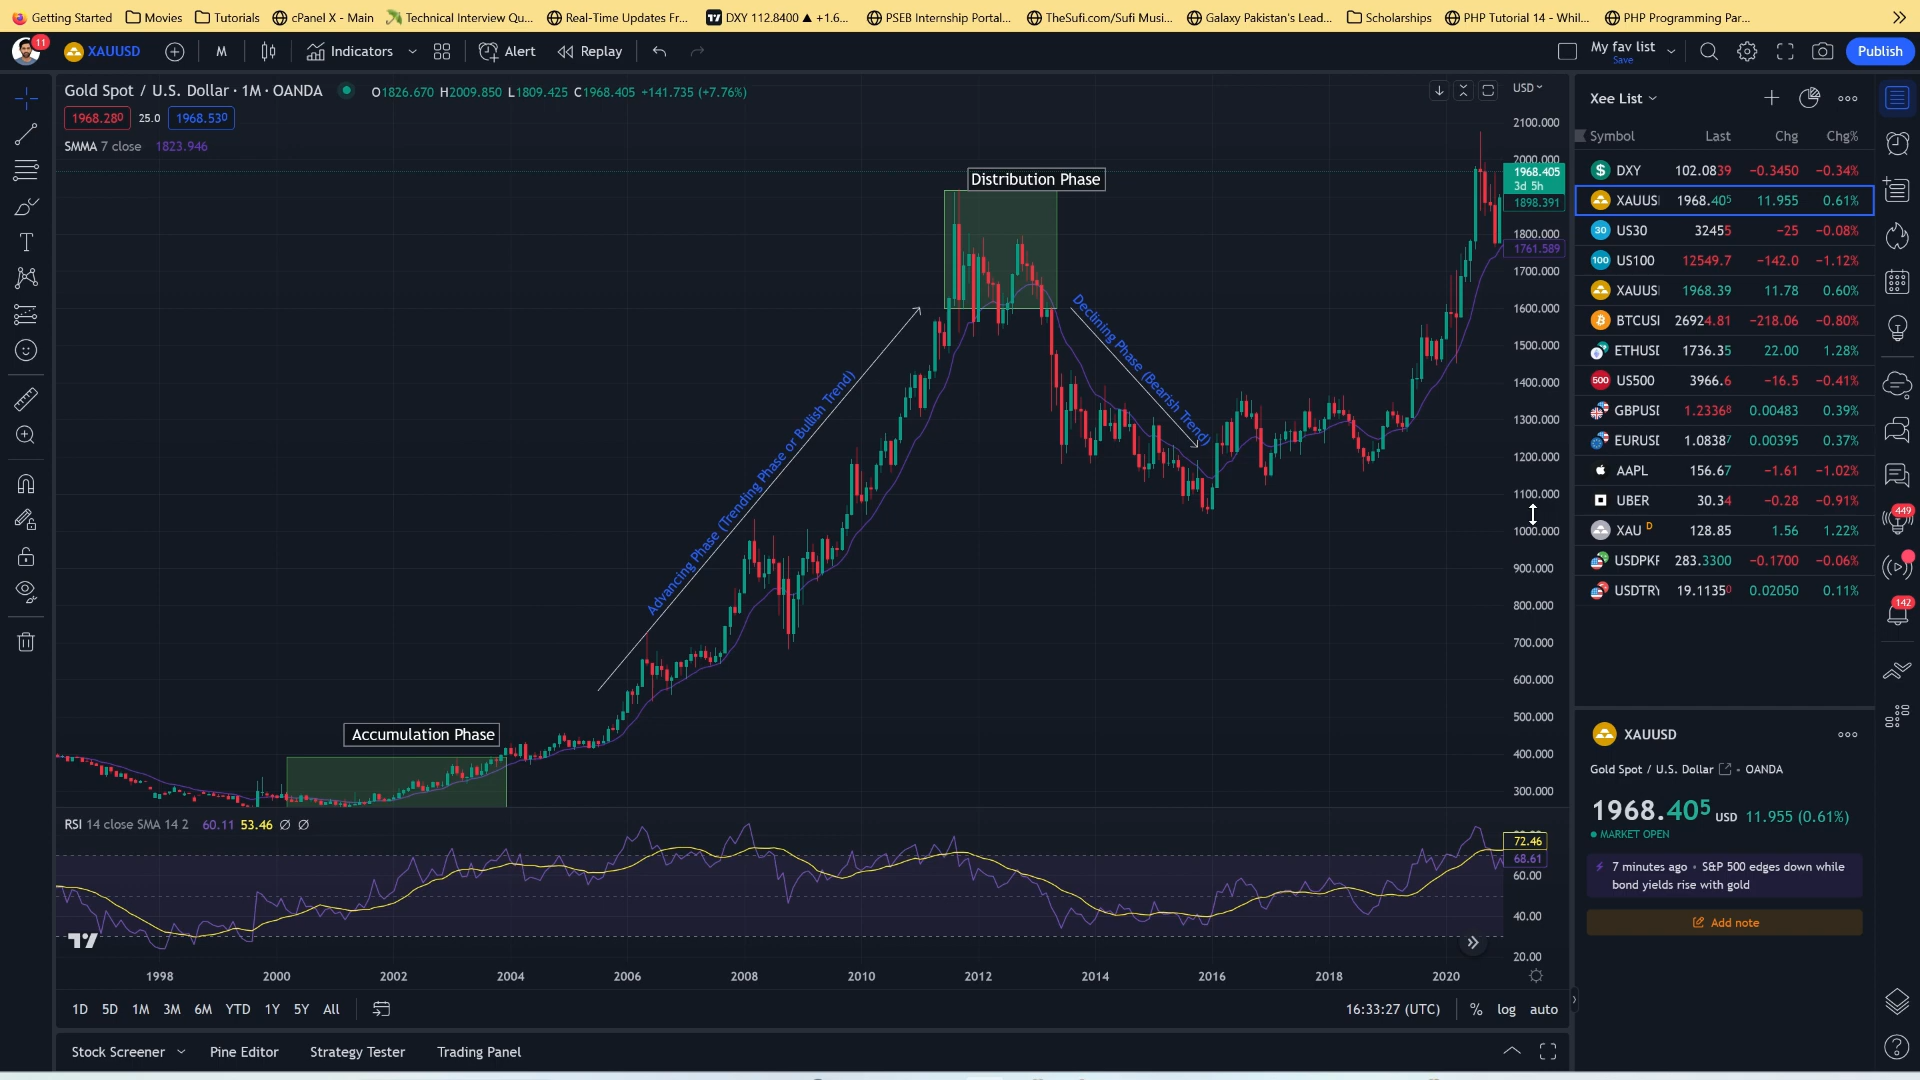 Getting Started Movies Tutorials cPanel X - Main Technical Interview Qu... Real-Time Updates Fr... DXY 112.8400 ▲ +1.6... PSEB Internship Portal... TheSufi.com/Sufi Musi... Galaxy Pakistan's Lead... Scholarships PHP Tutorial 14 - Whil... PHP Programming Par...
11 XAUUSD M Indicators Alert Replay My fav list Save Publish
Gold Spot / U.S. Dollar · 1M · OANDA O1826.670 H2009.850 L1809.425 C1968.405 +141.735 (+7.76%) USD
1968.280 25.0 1968.530
SMMA 7 close 1823.946
2100.000
2000.000
1968.405
3d 5h
1898.391
1800.000
1761.589
1700.000
1600.000
1500.000
1400.000
1300.000
1200.000
1100.000
1000.000
900.000
800.000
700.000
600.000
500.000
400.000
300.000
Distribution Phase
Declining Phase (Bearish Trend)
Advancing Phase (Trending Phase or Bullish Trend)
Accumulation Phase
RSI 14 close SMA 14 2 60.11 53.46 Ø Ø
72.46
68.61
60.00
40.00
20.00
1998 2000 2002 2004 2006 2008 2010 2012 2014 2016 2018 2020
1D 5D 1M 3M 6M YTD 1Y 5Y All 16:33:27 (UTC) % log auto
Stock Screener Pine Editor Strategy Tester Trading Panel
Xee List
Symbol Last Chg Chg%
$ DXY 102.0839 −0.3450 −0.34%
XAUUS 1968.405 11.955 0.61%
30 US30 32455 −25 −0.08%
100 US100 12549.7 −142.0 −1.12%
XAUUS 1968.39 11.78 0.60%
BTCUSI 26924.81 −218.06 −0.80%
ETHUSI 1736.35 22.00 1.28%
500 US500 3966.6 −16.5 −0.41%
GBPUSI 1.23368 0.00483 0.39%
EURUSI 1.08387 0.00395 0.37%
AAPL 156.67 −1.61 −1.02%
UBER 30.34 −0.28 −0.91%
XAU D 128.85 1.56 1.22%
USDPKF 283.3300 −0.1700 −0.06%
USDTRY 19.11350 0.02050 0.11%
XAUUSD
Gold Spot / U.S. Dollar · OANDA
1968.405 USD 11.955 (0.61%)
MARKET OPEN
7 minutes ago · S&P 500 edges down while
bond yields rise with gold
Add note
449
142